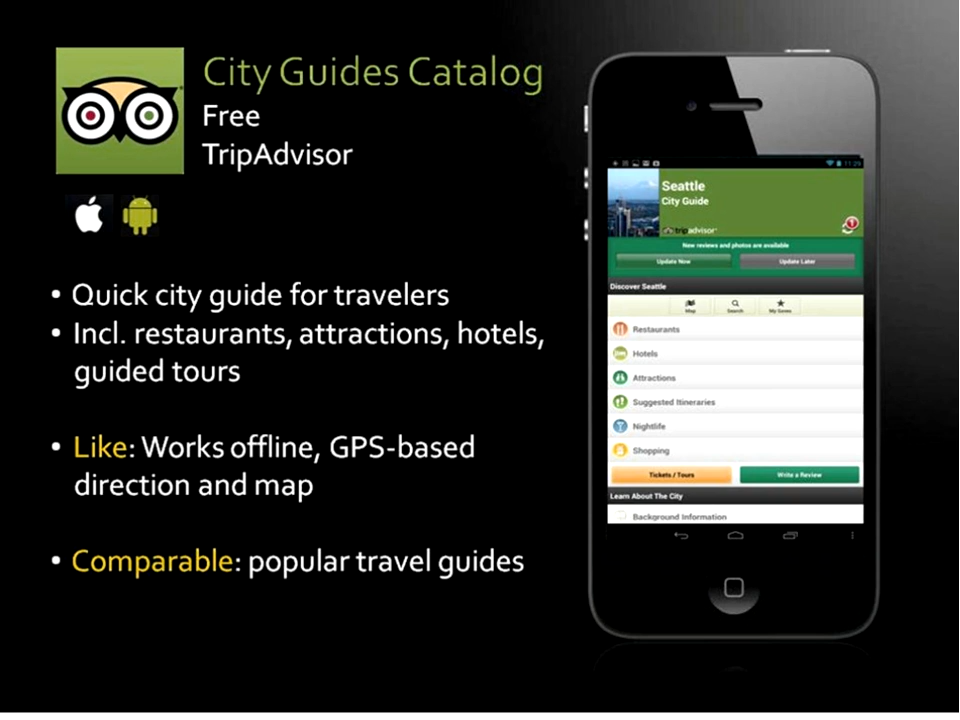 City Guides Catalog
Free
TripAdvisor
• Quick city guide for travelers
• Incl. restaurants, attractions, hotels,
guided tours
• Like: Works offline, GPS-based
direction and map
• Comparable: popular travel guides
11:29
Seattle
City Guide
tripadvisor
1
New reviews and photos are available
Update Now Update Later
Discover Seattle
Map Search My Saves
Restaurants
Hotels
Attractions
Suggested Itineraries
Nightlife
Shopping
Tickets / Tours Write a Review
Learn About The City
Background Information